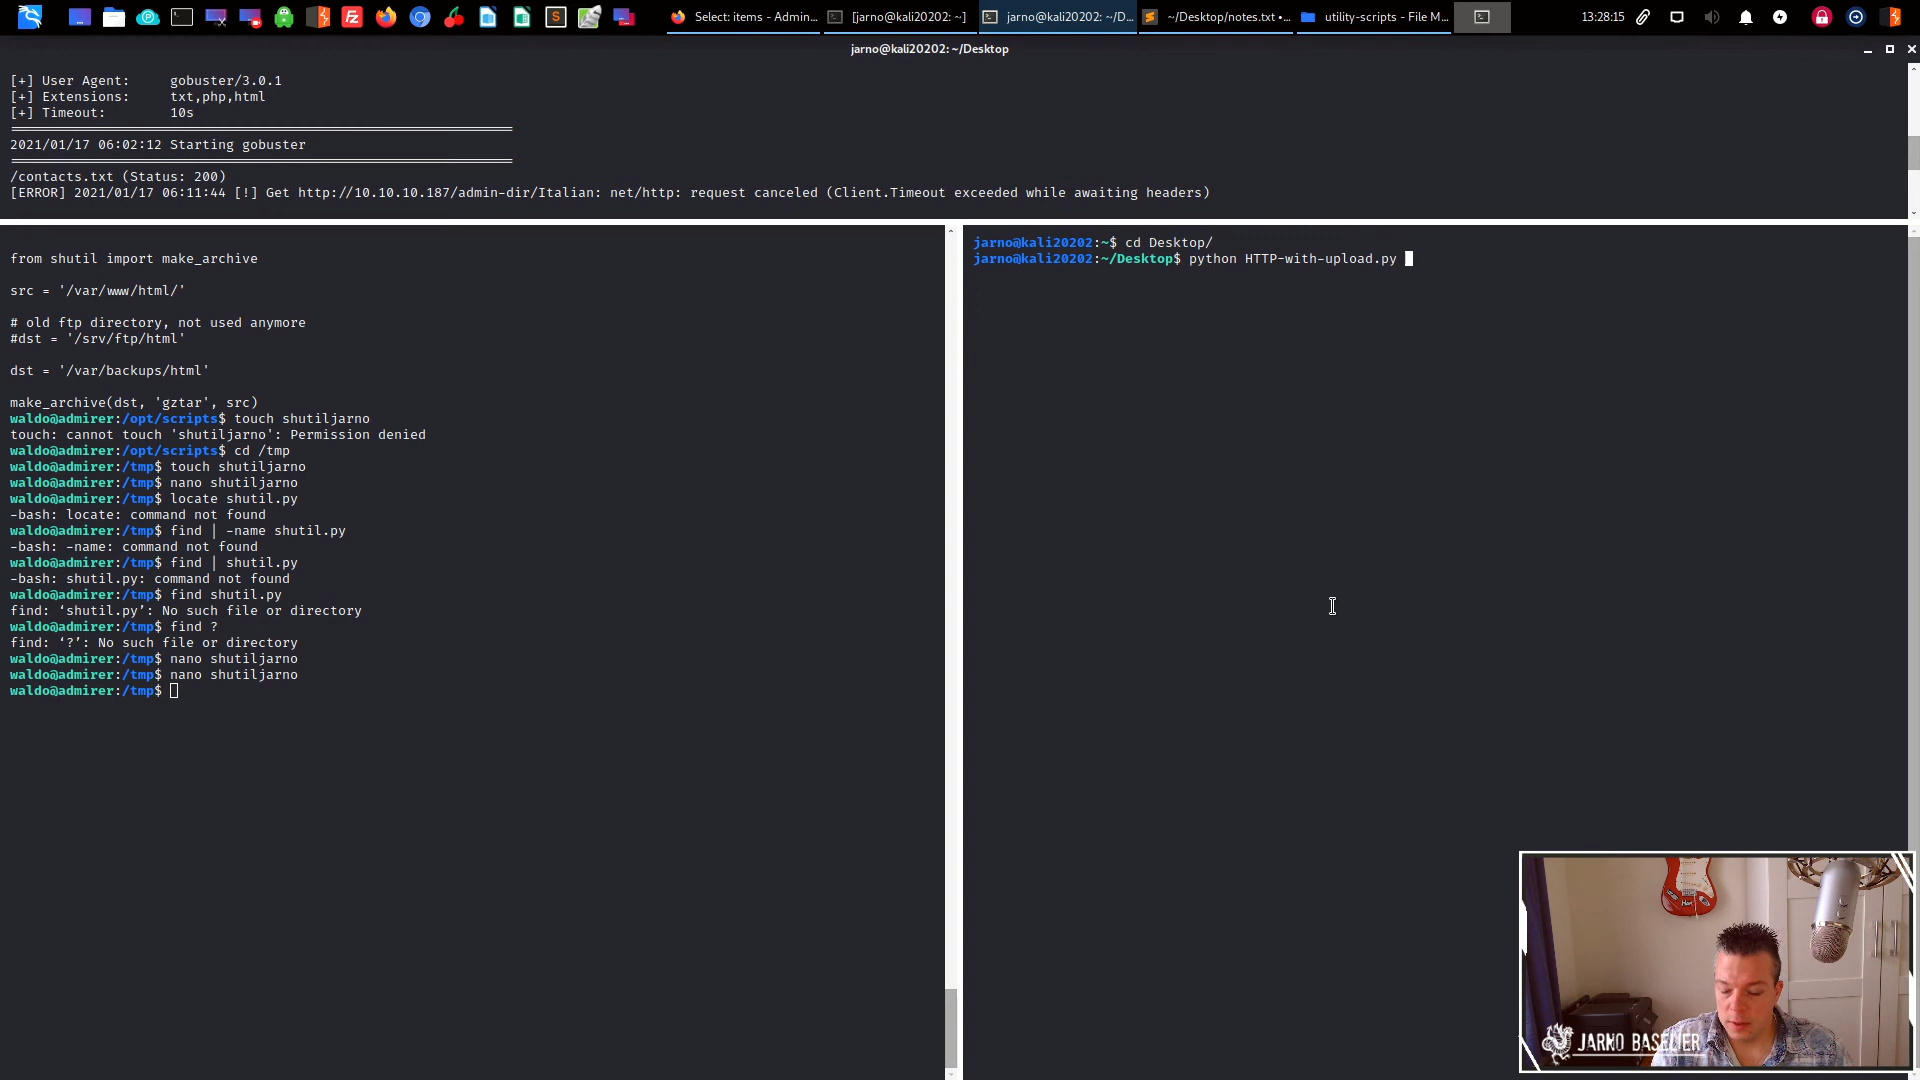 Select: items - Admin...
[jarno@kali20202: ~]
jarno@kali20202: ~/D...
~/Desktop/notes.txt •...
utility-scripts - File M...
13:28:15
jarno@kali20202: ~/Desktop
[+] User Agent:     gobuster/3.0.1
[+] Extensions:     txt,php,html
[+] Timeout:        10s
===============================================================
2021/01/17 06:02:12 Starting gobuster
===============================================================
/contacts.txt (Status: 200)
[ERROR] 2021/01/17 06:11:44 [!] Get http://10.10.10.187/admin-dir/Italian: net/http: request canceled (Client.Timeout exceeded while awaiting headers)
from shutil import make_archive
src = '/var/www/html/'
# old ftp directory, not used anymore
#dst = '/srv/ftp/html'
dst = '/var/backups/html'
make_archive(dst, 'gztar', src)
waldo@admirer:/opt/scripts$ touch shutiljarno
touch: cannot touch 'shutiljarno': Permission denied
waldo@admirer:/opt/scripts$ cd /tmp
waldo@admirer:/tmp$ touch shutiljarno
waldo@admirer:/tmp$ nano shutiljarno
waldo@admirer:/tmp$ locate shutil.py
-bash: locate: command not found
waldo@admirer:/tmp$ find | -name shutil.py
-bash: -name: command not found
waldo@admirer:/tmp$ find | shutil.py
-bash: shutil.py: command not found
waldo@admirer:/tmp$ find shutil.py
find: ‘shutil.py’: No such file or directory
waldo@admirer:/tmp$ find ?
find: ‘?’: No such file or directory
waldo@admirer:/tmp$ nano shutiljarno
waldo@admirer:/tmp$ nano shutiljarno
waldo@admirer:/tmp$
jarno@kali20202:~$ cd Desktop/
jarno@kali20202:~/Desktop$ python HTTP-with-upload.py
JARNO BASELIER